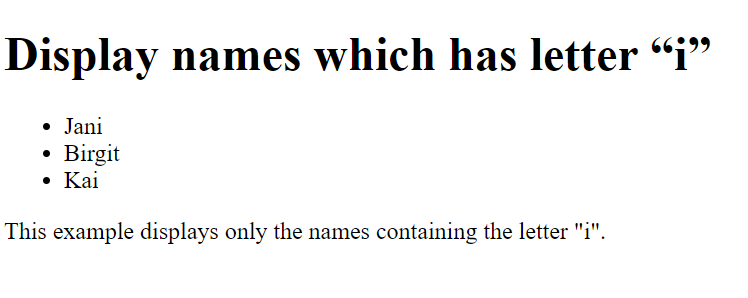 Display names which has letter “i”
Jani
Birgit
Kai
This example displays only the names containing the letter "i".